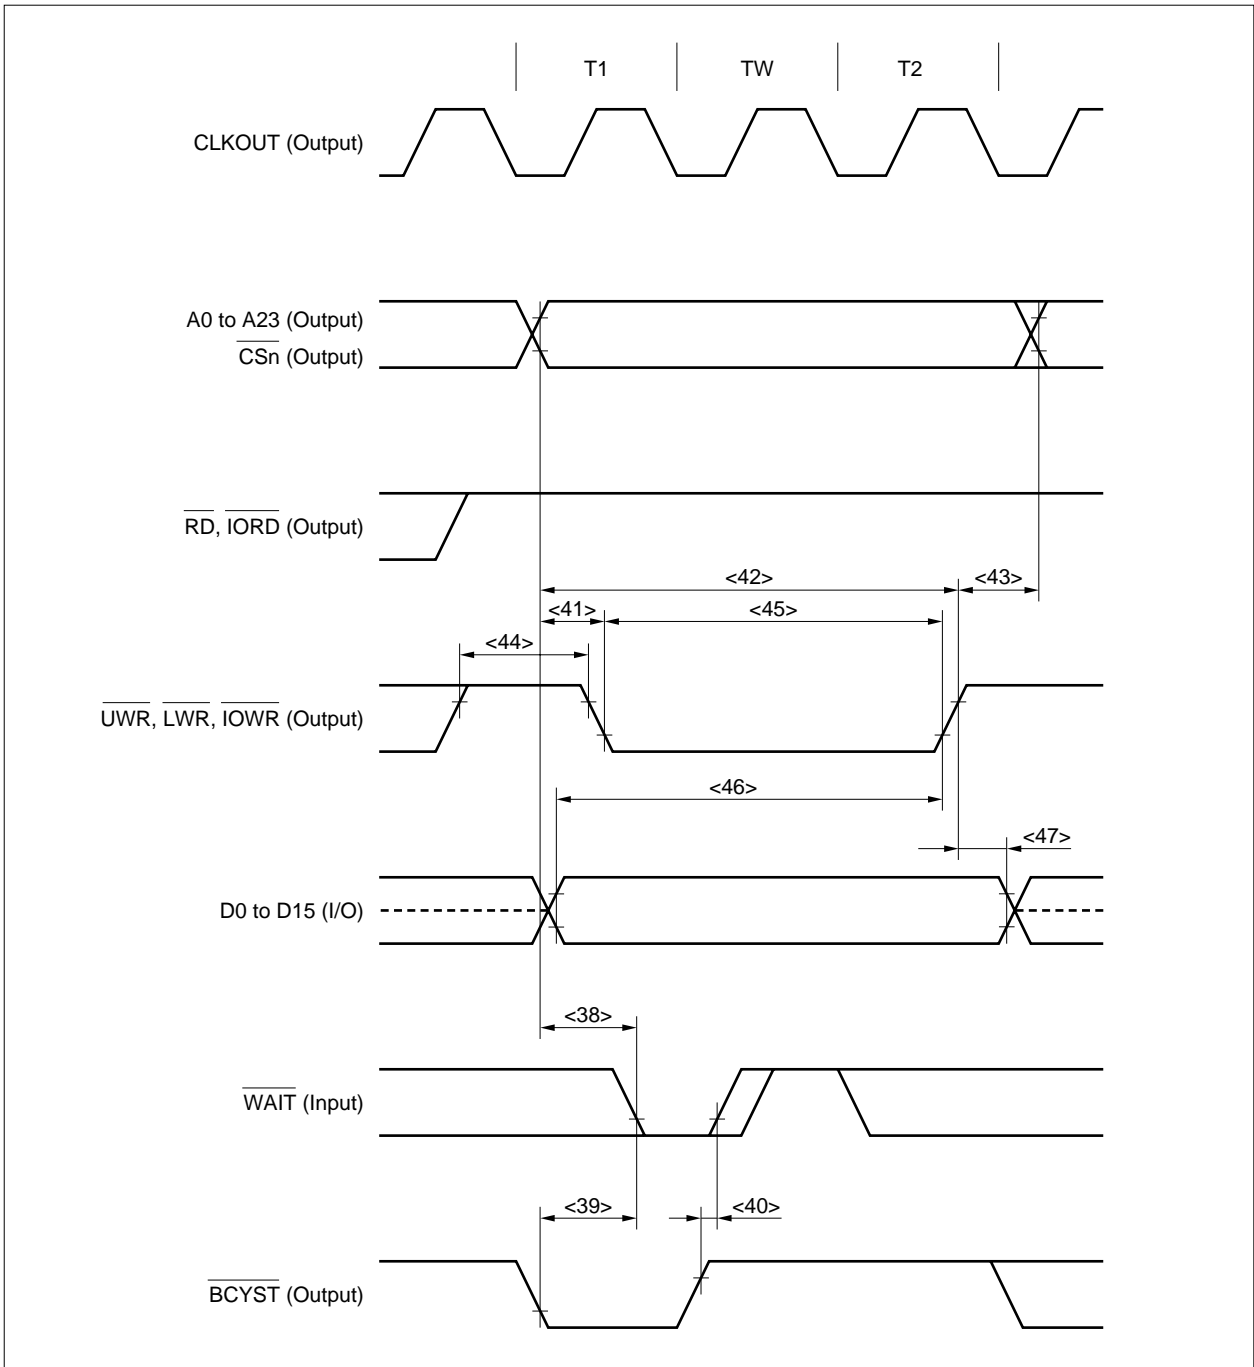 T1 TW T2
CLKOUT (Output)
A0 to A23 (Output)
CSn (Output)
RD, IORD (Output)
<42> <43>
<41> <45>
<44>
UWR, LWR, IOWR (Output)
<46>
<47>
D0 to D15 (I/O)
<38>
WAIT (Input)
<39> <40>
BCYST (Output)